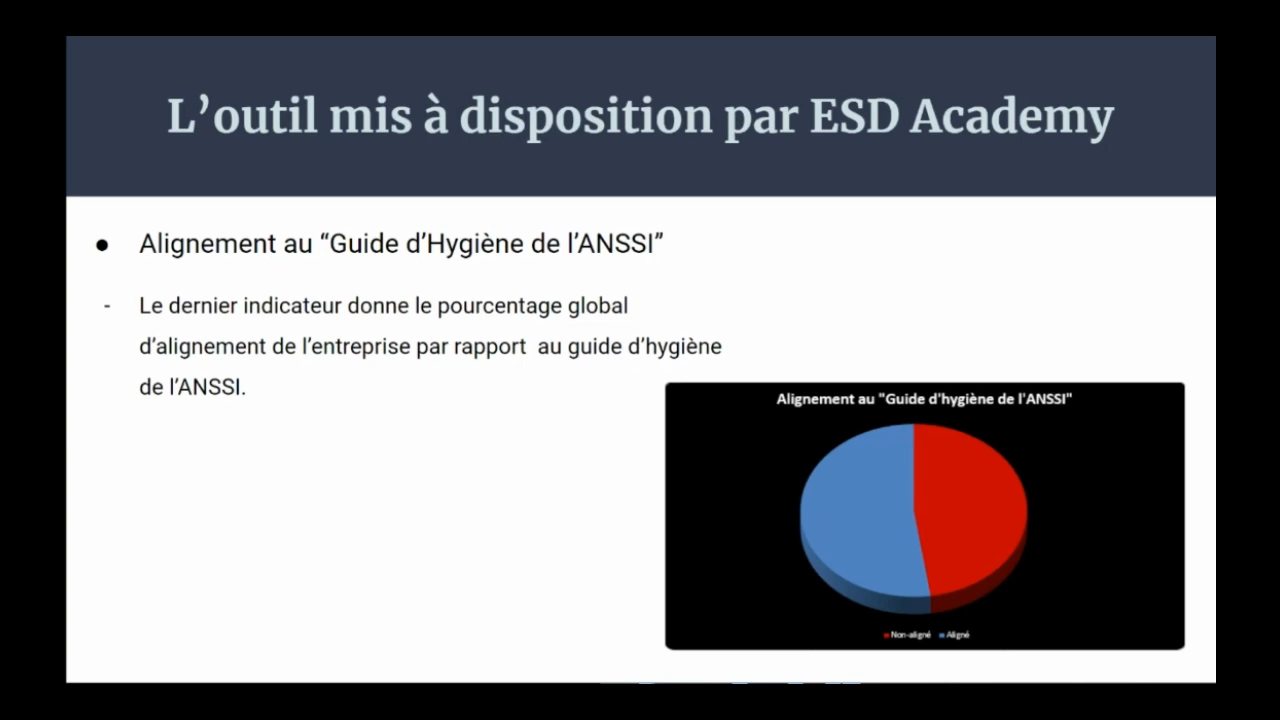 L’outil mis à disposition par ESD Academy
● Alignement au “Guide d’Hygiène de l’ANSSI”
- Le dernier indicateur donne le pourcentage global
d’alignement de l’entreprise par rapport au guide d’hygiène
de l’ANSSI.
Alignement au "Guide d'hygiène de l'ANSSI"
Non-aligné Aligné